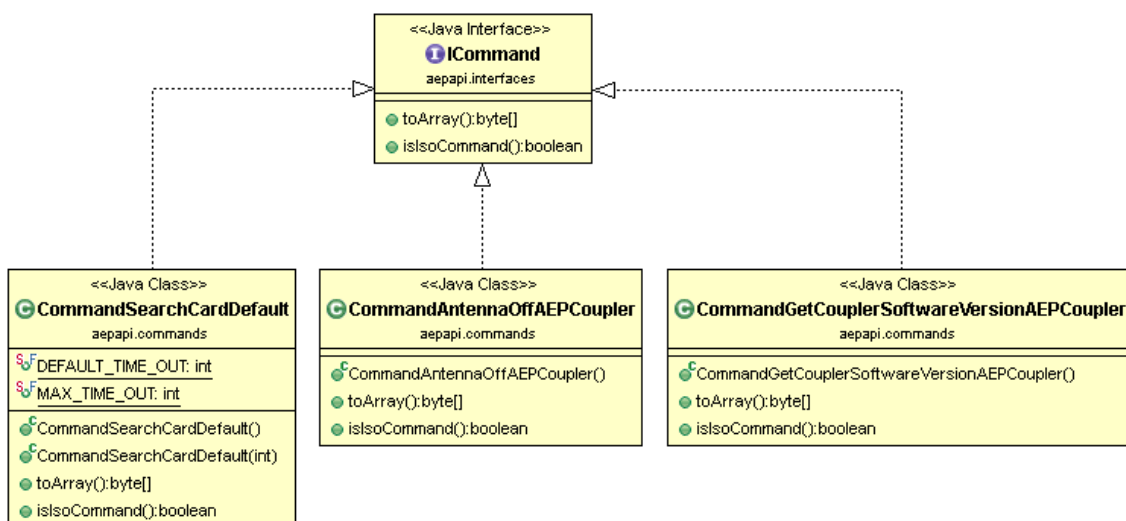 <<Java Interface>>
ICommand
aepapi.interfaces
toArray():byte[]
isIsoCommand():boolean
<<Java Class>>
CommandSearchCardDefault
aepapi.commands
DEFAULT_TIME_OUT: int
MAX_TIME_OUT: int
CommandSearchCardDefault()
CommandSearchCardDefault(int)
toArray():byte[]
isIsoCommand():boolean
<<Java Class>>
CommandAntennaOffAEPCoupler
aepapi.commands
CommandAntennaOffAEPCoupler()
toArray():byte[]
isIsoCommand():boolean
<<Java Class>>
CommandGetCouplerSoftwareVersionAEPCoupler
aepapi.commands
CommandGetCouplerSoftwareVersionAEPCoupler()
toArray():byte[]
isIsoCommand():boolean